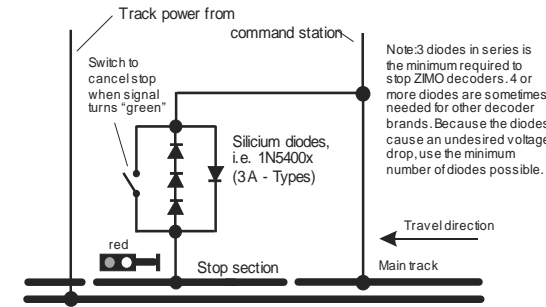 Track power from
command station
Switch to
cancel stop
when signal
turns "green"
Note:3 diodes in series is
the minimum required to
stop ZIMO decoders. 4 or
more diodes are sometimes
needed for other decoder
brands. Because the diodes
cause an undesired voltage
drop, use the minimum
number of diodes possible.
Silicium diodes,
i.e. 1N5400x
(3A - Types)
Travel direction
red
Stop section
Main track